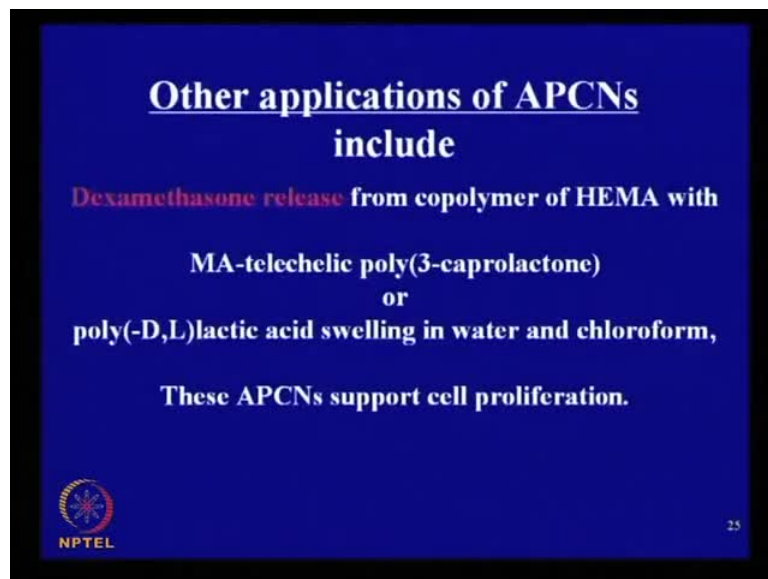 Other applications of APCNs
include
Dexamethasone release from copolymer of HEMA with
MA-telechelic poly(3-caprolactone)
or
poly(-D,L)lactic acid swelling in water and chloroform,
These APCNs support cell proliferation.
NPTEL
25